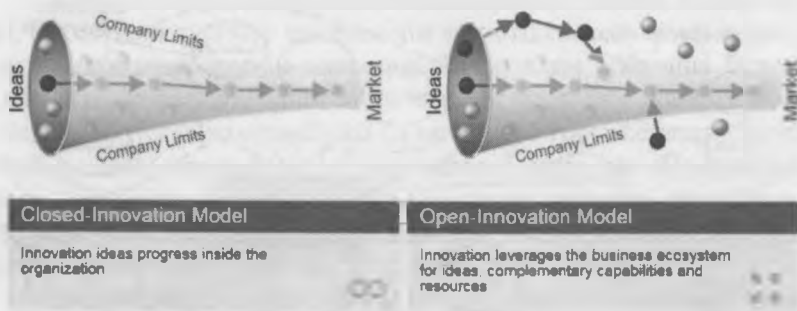 Company Limits
Ideas
Market
Company Limits
Ideas
Market
Company Limits
Closed-Innovation Model
Innovation ideas progress inside the
organization
Open-Innovation Model
Innovation leverages the business ecosystem
for ideas, complementary capabilities and
resources